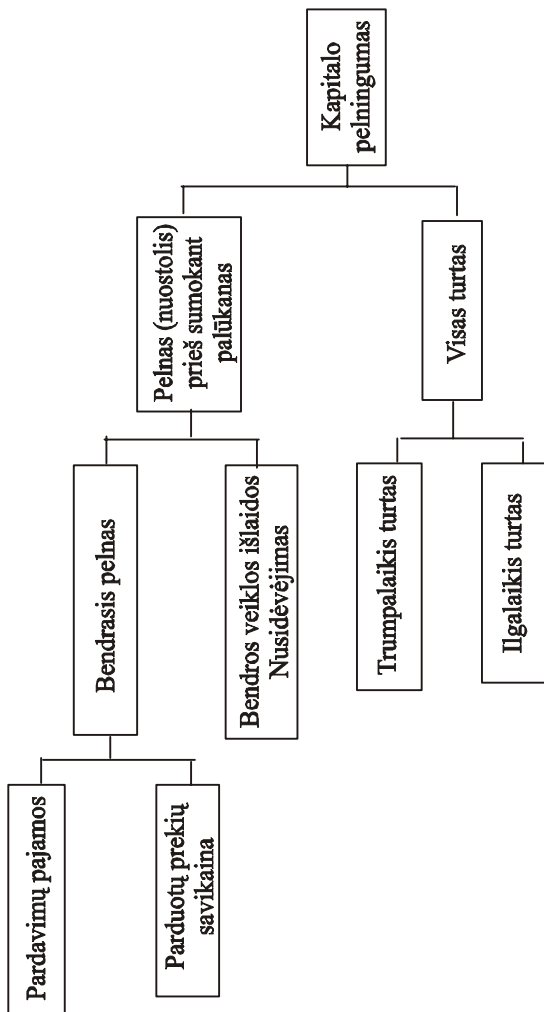 Pardavimų pajamos
Parduotų prekių
savikaina
Bendrasis pelnas
Bendros veiklos išlaidos
Nusidėvėjimas
Trumpalaikis turtas
Ilgalaikis turtas
Pelnas (nuostolis)
prieš sumokant
palūkanas
Visas turtas
Kapitalo
pelningumas